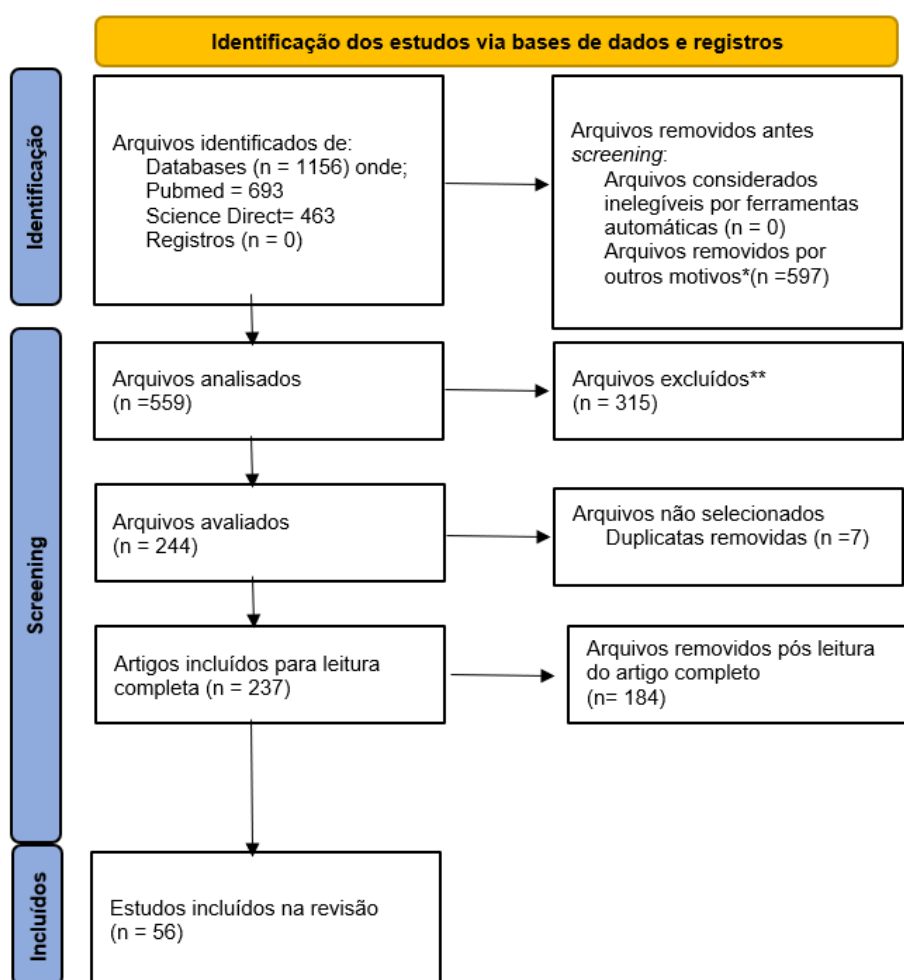 Identificação dos estudos via bases de dados e registros
Identificação
Arquivos identificados de:
Databases (n = 1156) onde;
Pubmed = 693
Science Direct= 463
Registros (n = 0)
Arquivos removidos antes
screening:
Arquivos considerados
inelegíveis por ferramentas
automáticas (n = 0)
Arquivos removidos por
outros motivos*(n =597)
Screening
Arquivos analisados
(n =559)
Arquivos excluídos**
(n = 315)
Arquivos avaliados
(n = 244)
Arquivos não selecionados
Duplicatas removidas (n =7)
Artigos incluídos para leitura
completa (n = 237)
Arquivos removidos pós leitura
do artigo completo
(n= 184)
Incluídos
Estudos incluídos na revisão
(n = 56)